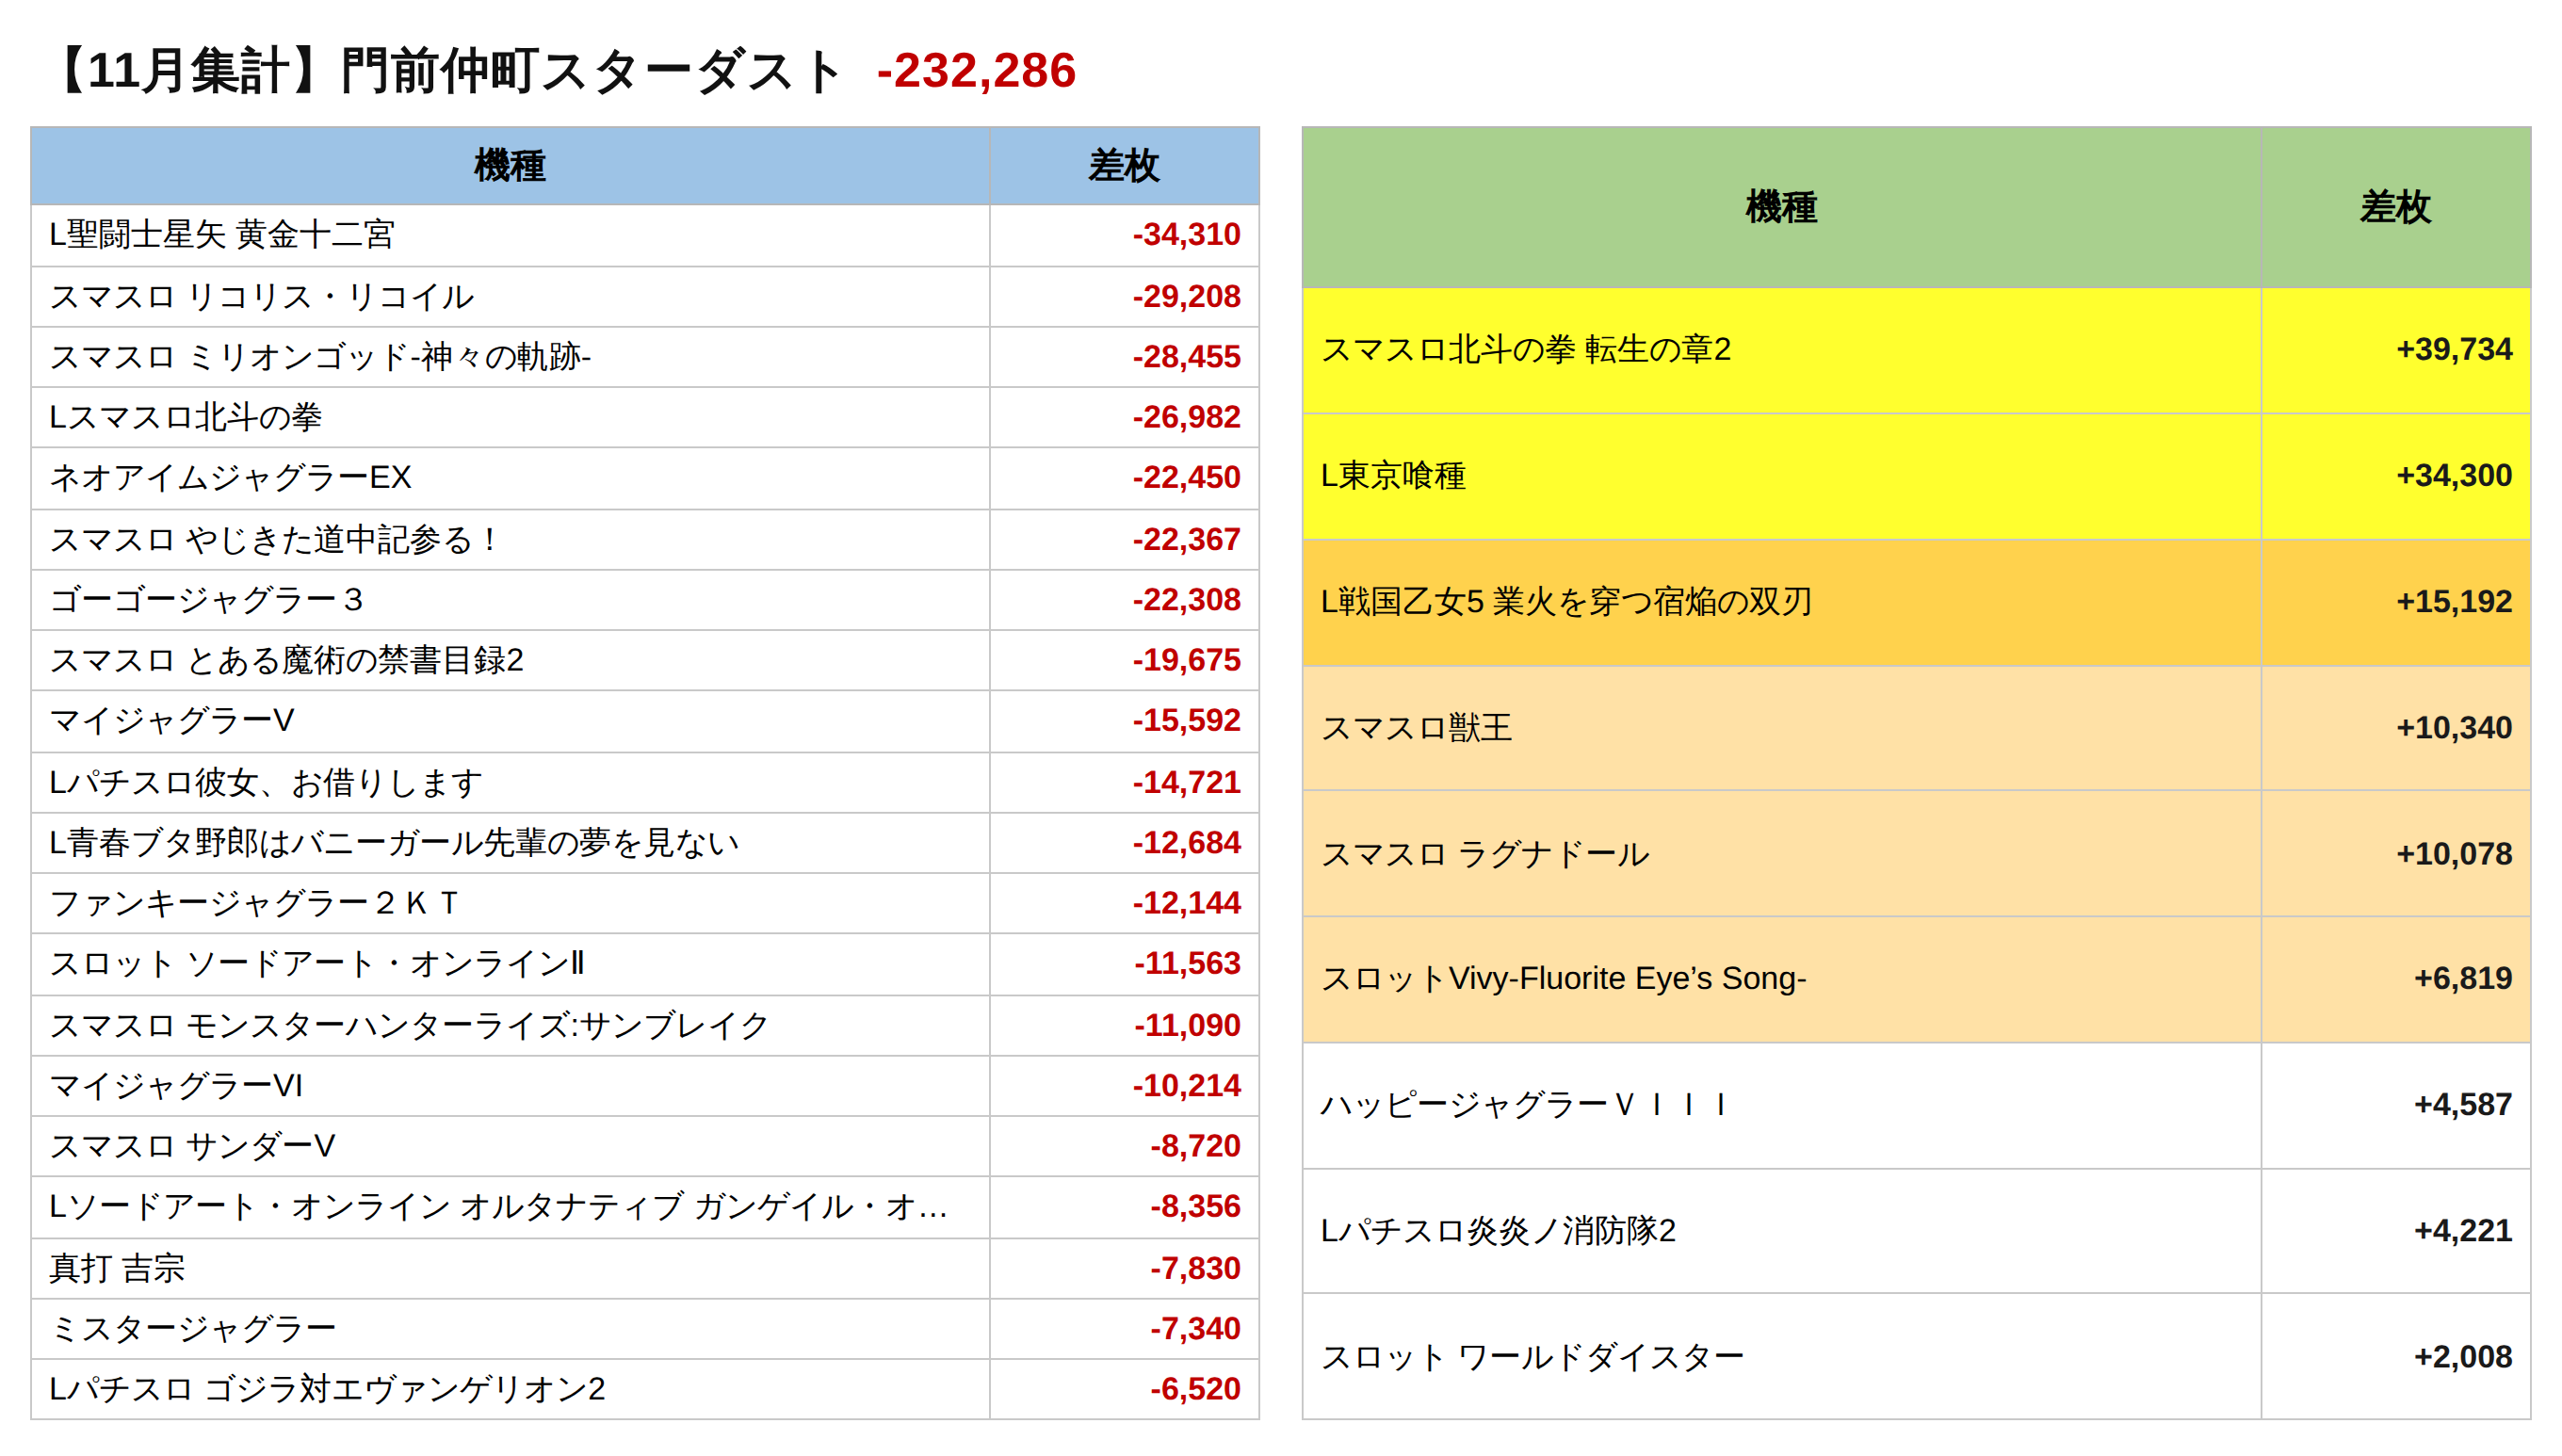 【11月集計】門前仲町スターダスト -232,286
機種 差枚
L聖闘士星矢 黄金十二宮 -34,310
スマスロ リコリス・リコイル -29,208
スマスロ ミリオンゴッド-神々の軌跡- -28,455
Lスマスロ北斗の拳 -26,982
ネオアイムジャグラーEX -22,450
スマスロ やじきた道中記参る！ -22,367
ゴーゴージャグラー３ -22,308
スマスロ とある魔術の禁書目録2 -19,675
マイジャグラーV -15,592
Lパチスロ彼女、お借りします -14,721
L青春ブタ野郎はバニーガール先輩の夢を見ない -12,684
ファンキージャグラー２ＫＴ -12,144
スロット ソードアート・オンラインⅡ -11,563
スマスロ モンスターハンターライズ:サンブレイク -11,090
マイジャグラーVI -10,214
スマスロ サンダーV -8,720
Lソードアート・オンライン オルタナティブ ガンゲイル・オ… -8,356
真打 吉宗 -7,830
ミスタージャグラー -7,340
Lパチスロ ゴジラ対エヴァンゲリオン2 -6,520
機種 差枚
スマスロ北斗の拳 転生の章2 +39,734
L東京喰種 +34,300
L戦国乙女5 業火を穿つ宿焔の双刃 +15,192
スマスロ獣王 +10,340
スマスロ ラグナドール +10,078
スロットVivy-Fluorite Eye’s Song- +6,819
ハッピージャグラーＶＩＩＩ +4,587
Lパチスロ炎炎ノ消防隊2 +4,221
スロット ワールドダイスター +2,008